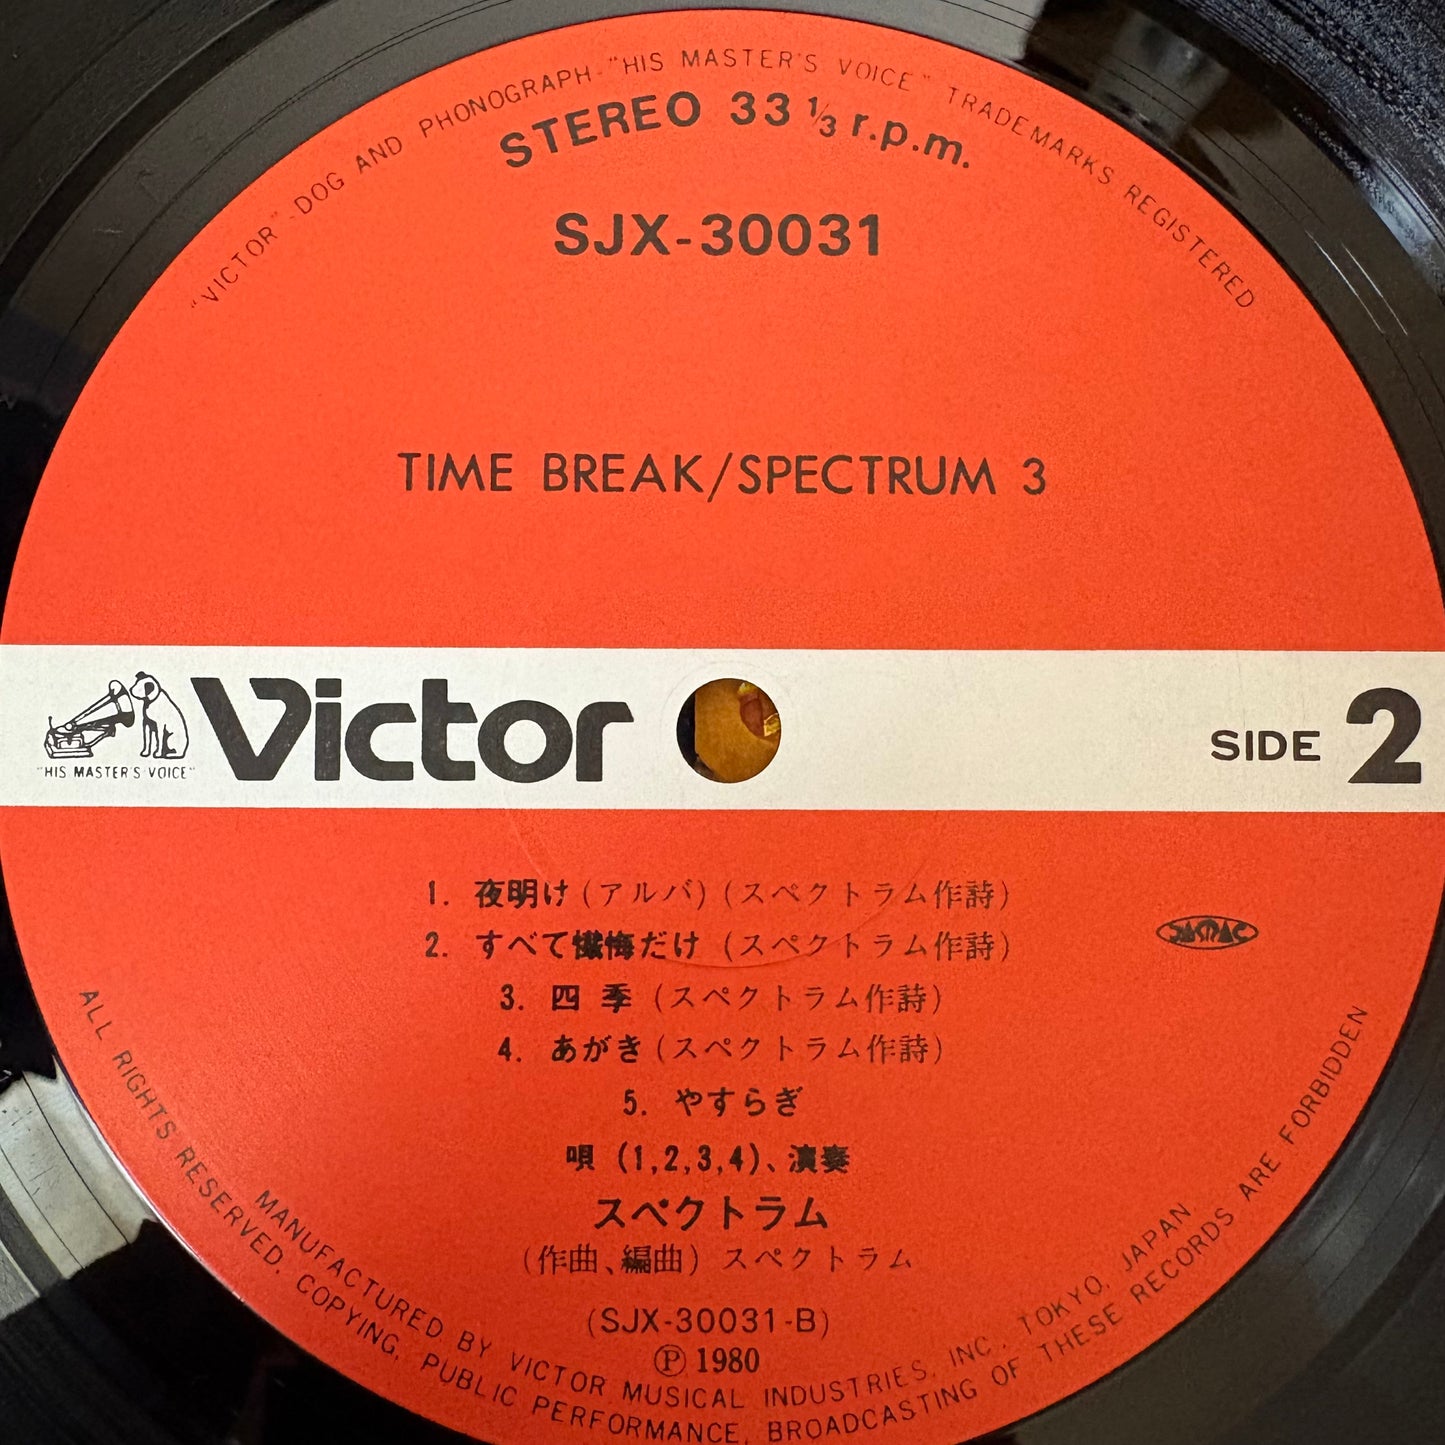 "VICTOR"-DOG AND PHONOGRAPH-"HIS MASTER'S VOICE" TRADEMARKS REGISTERED
STEREO 33 1/3 r.p.m.
SJX-30031
TIME BREAK/SPECTRUM 3
"HIS MASTER'S VOICE"
Victor
SIDE 2
1. 夜明け (アルバ) (スペクトラム作詩)
2. すべて懺悔だけ (スペクトラム作詩)
JASRAC
3. 四 季 (スペクトラム作詩)
4. あがき (スペクトラム作詩)
5. やすらぎ
唄 (1,2,3,4)、演奏
スペクトラム
(作曲、編曲) スペクトラム
(SJX-30031-B)
Ⓟ 1980
MANUFACTURED BY VICTOR MUSICAL INDUSTRIES, INC. TOKYO, JAPAN
ALL RIGHTS RESERVED. COPYING, PUBLIC PERFORMANCE, BROADCASTING OF THESE RECORDS ARE FORBIDDEN